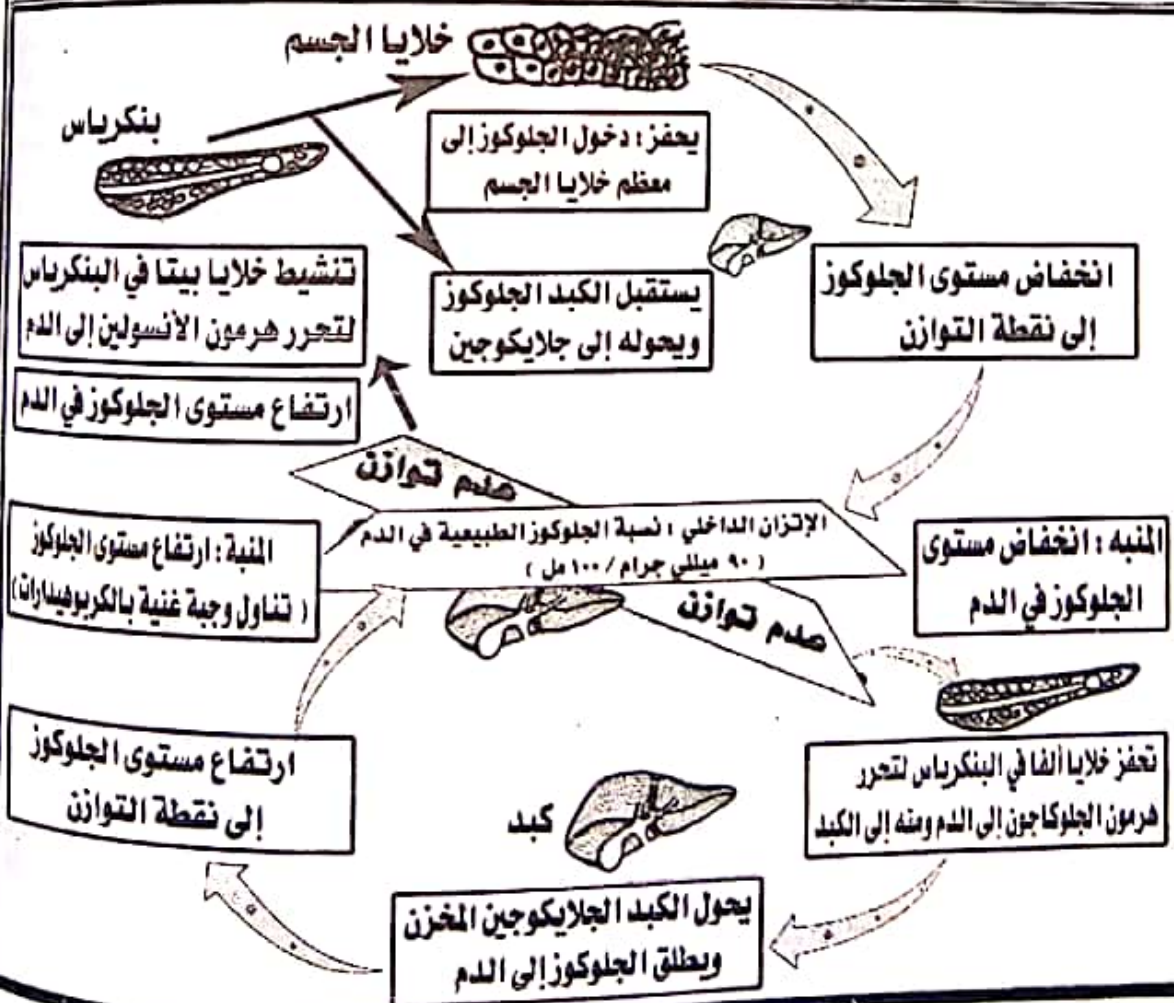 خلايا الجسم
بنكرياس
يحفز : دخول الجلوكوز إلى
معظم خلايا الجسم
تنشيط خلايا بيتا في البنكرياس
لتحرر هرمون الأنسولين إلى الدم
يستقبل الكبد الجلوكوز
ويحوله إلى جلايكوجين
انخفاض مستوى الجلوكوز
إلى نقطة التوازن
ارتفاع مستوى الجلوكوز في الدم
عدم توازن
الإتزان الداخلي : نسبة الجلوكوز الطبيعية في الدم
( ٩٠ ميللي جرام / ١٠٠ مل )
المنبة : ارتفاع مستوى الجلوكوز
( تناول وجبة غنية بالكربوهيدارات )
المنبه : انخفاض مستوى
الجلوكوز في الدم
عدم توازن
ارتفاع مستوى الجلوكوز
إلى نقطة التوازن
تحفز خلايا ألفا في البنكرياس لتحرر
هرمون الجلوكاجون إلى الدم ومنه إلى الكبد
كبد
يحول الكبد الجلايكوجين المخزن
ويطلق الجلوكوز إلى الدم